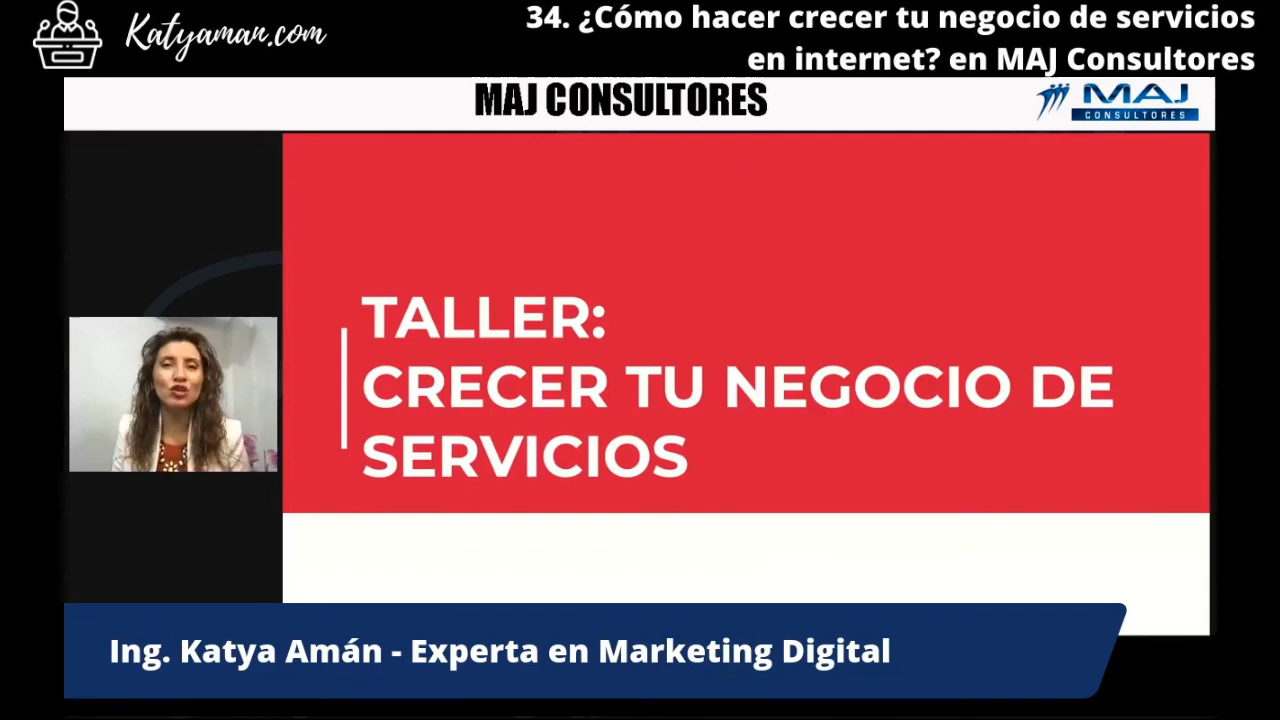 Katyaman.com
34. ¿Cómo hacer crecer tu negocio de servicios
en internet? en MAJ Consultores
MAJ CONSULTORES
MAJ
CONSULTORES
TALLER:
CRECER TU NEGOCIO DE
SERVICIOS
Ing. Katya Amán - Experta en Marketing Digital